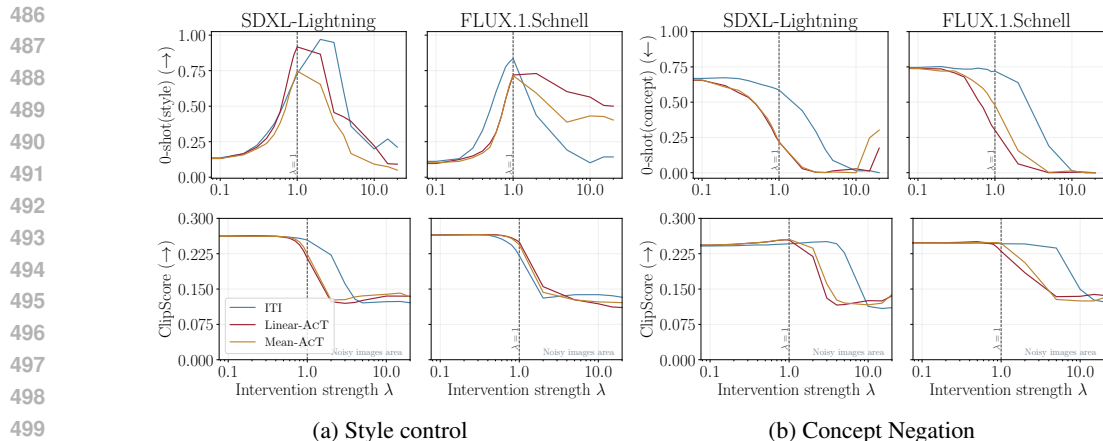 486
487
488
489
490
491
492
493
494
495
496
497
498
499
SDXL-Lightning
FLUX.1.Schnell
0-shot(style) (→)
1.00
0.75
0.50
0.25
0.00
λ = 1
λ = 1
0.1
1.0
10.0
0.1
1.0
10.0
ClipScore (→)
0.300
0.225
0.150
0.075
0.000
ITI
Linear-AcT
Mean-AcT
λ = 1
Noisy images area
Noisy images area
0.1
1.0
10.0
0.1
1.0
10.0
Intervention strength λ
Intervention strength λ
(a) Style control
SDXL-Lightning
FLUX.1.Schnell
0-shot(concept) (←)
1.00
0.75
0.50
0.25
0.00
λ = 1
λ = 1
0.1
1.0
10.0
0.1
1.0
10.0
ClipScore (→)
0.300
0.225
0.150
0.075
0.000
λ = 1
λ = 1
Noisy images area
Noisy images area
0.1
1.0
10.0
0.1
1.0
10.0
Intervention strength λ
Intervention strength λ
(b) Concept Negation